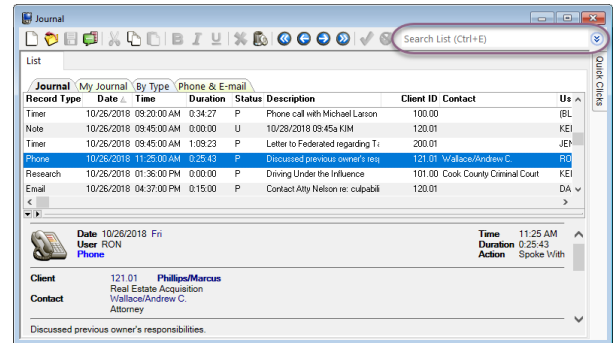 Journal
Search List (Ctrl+E)
List
Quick Clicks
Journal My Journal By Type Phone & E-mail
Record Type Date Time Duration Status Description Client ID Contact Us
Timer 10/26/2018 09:20:00 AM 0:34:27 P Phone call with Michael Larson 100.00 (BL
Note 10/26/2018 09:45:00 AM 0:00:00 U 10/28/2018 09:45a KIM 120.01 KEI
Timer 10/26/2018 09:45:00 AM 1:09:23 P Letter to Federated regarding Ta 200.01 JEN
Phone 10/26/2018 11:25:00 AM 0:25:43 P Discussed previous owner's resp 121.01 Wallace/Andrew C. RO
Research 10/26/2018 01:36:00 PM 0:00:00 P Driving Under the Influence 101.00 Cook County Criminal Court KEI
Email 10/26/2018 04:37:00 PM 0:15:00 P Contact Atty Nelson re: culpabili 120.01 DA
Date 10/26/2018 Fri Time 11:25 AM
User RON Duration 0:25:43
Phone Action Spoke With
Client 121.01 Phillips/Marcus
Real Estate Acquisition
Contact Wallace/Andrew C.
Attorney
Discussed previous owner's responsibilities.